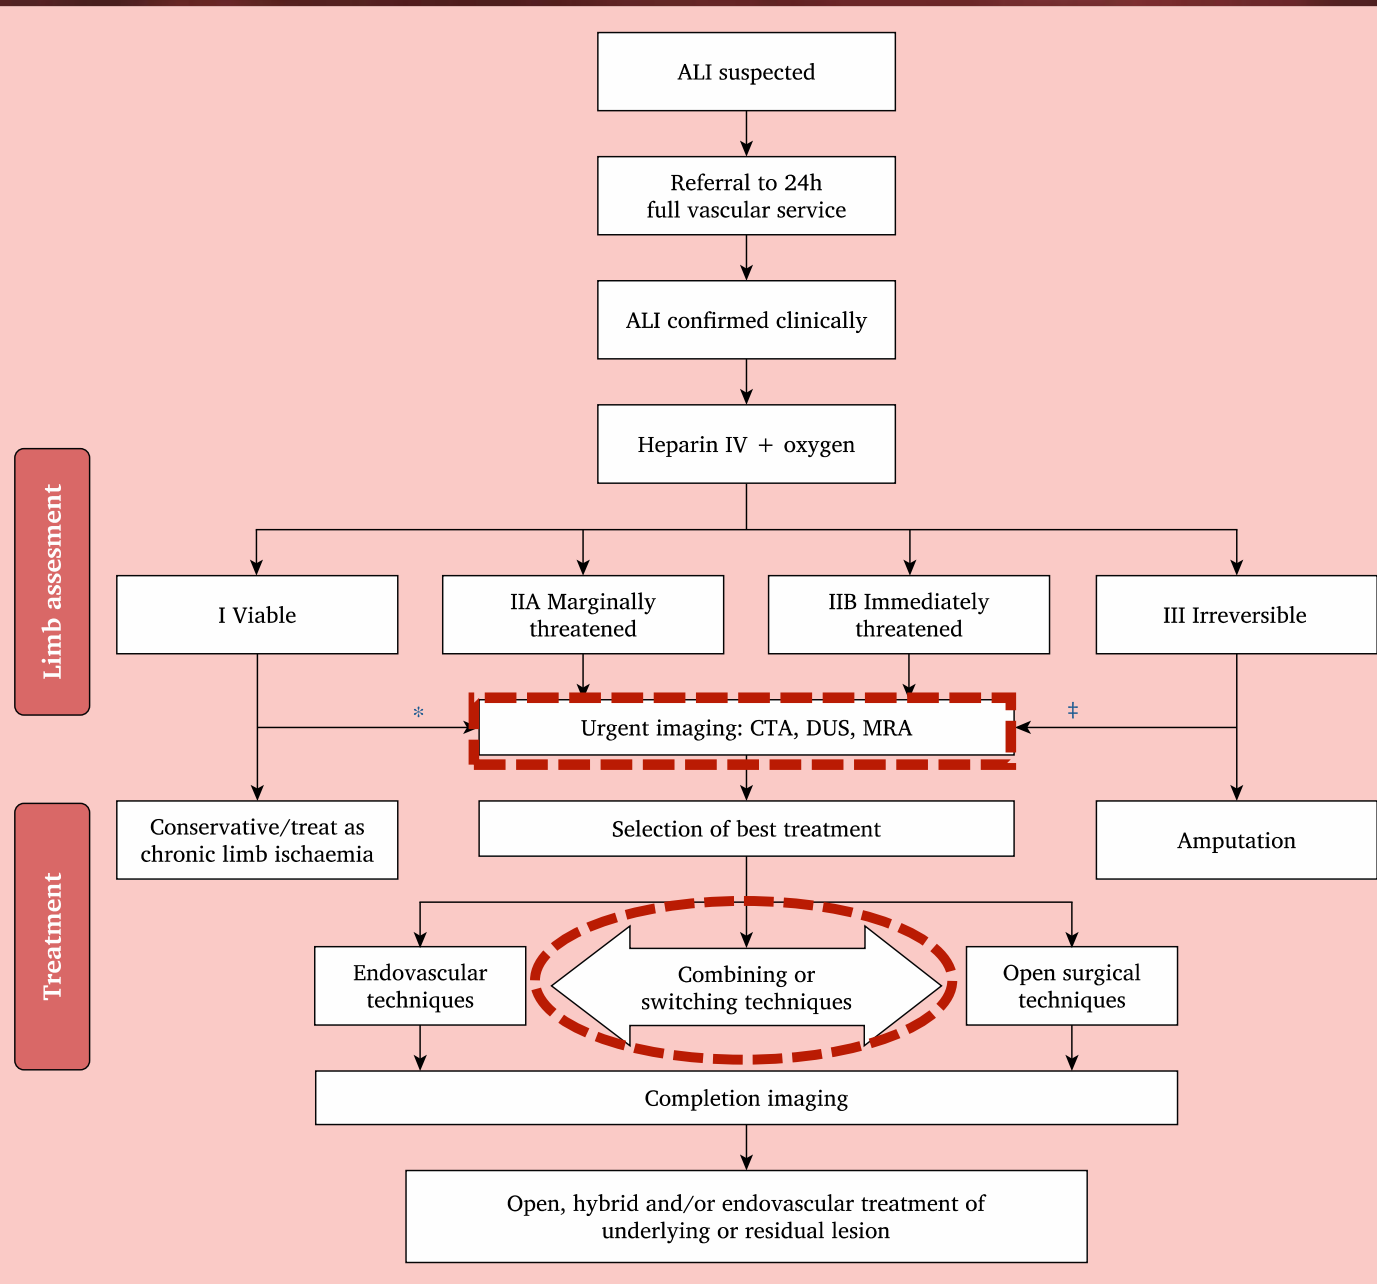 ALI suspected
Referral to 24h
full vascular service
ALI confirmed clinically
Heparin IV + oxygen
Limb assesment
I Viable
IIA Marginally
threatened
IIB Immediately
threatened
III Irreversible
*
Urgent imaging: CTA, DUS, MRA
‡
Treatment
Conservative/treat as
chronic limb ischaemia
Selection of best treatment
Amputation
Endovascular
techniques
Combining or
switching techniques
Open surgical
techniques
Completion imaging
Open, hybrid and/or endovascular treatment of
underlying or residual lesion